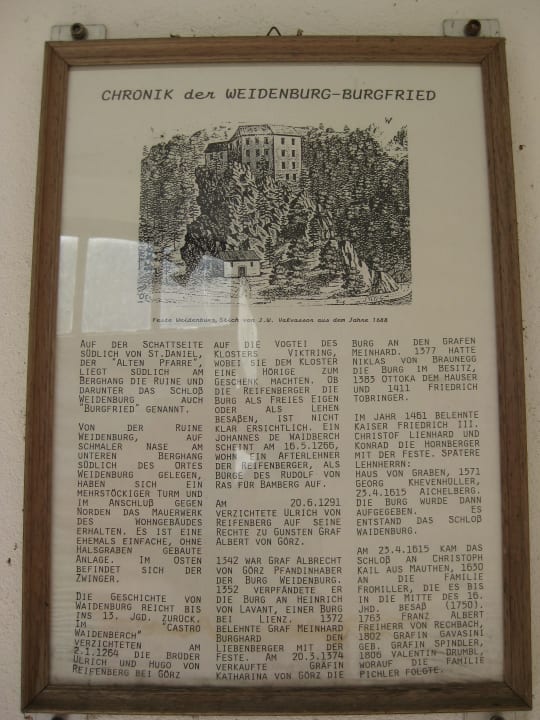 CHRONIK der WEIDENBURG-BURGFRIED
W
Feste Weidenburg, Stich von J.W. Valvassor aus dem Jahre 1688
AUF DER SCHATTSEITE
SÜDLICH VON ST.DANIEL,
DER "ALTEN PFARRE",
LIEGT SÜDLICH AM
BERGHANG DIE RUINE UND
DARUNTER DAS SCHLOß
WEIDENBURG AUCH
"BURGFRIED" GENANNT.
VON DER RUINE
WEIDENBURG, AUF
SCHMALER NASE AM
UNTEREN BERGHANG
SÜDLICH DES ORTES
WEIDENBURG GELEGEN,
HABEN SICH EIN
MEHRSTÖCKIGER TURM UND
IM ANSCHLUß GEGEN
NORDEN DAS MAUERWERK
DES WOHNGEBÄUDES
ERHALTEN. ES IST EINE
EHEMALS EINFACHE, OHNE
HALSGRABEN GEBAUTE
ANLAGE. IM OSTEN
BEFINDET SICH DER
ZWINGER.
DIE GESCHICHTE VON
WAIDENBURG REICHT BIS
INS 13. JGD. ZURÜCK.
IM "CASTRO
WAIDENBERCH"
VERZICHTETEN AM
2.1.1264 DIE BRÜDER
ULRICH UND HUGO VON
REIFENBERG BEI GÖRZ
AUF DIE VOGTEI DES
KLOSTERS VIKTRING,
WOBEI SIE DEM KLOSTER
EINE HÖRIGE ZUM
GESCHENK MACHTEN. OB
DIE REIFENBERGER DIE
BURG ALS FREIES EIGEN
ODER ALS LEHEN
BESAßEN, IST NICHT
KLAR ERSICHTLICH. EIN
JOHANNES DE WAIDBERCH
SCHEINT AM 16.5.1266,
WOHN EIN AFTERLEHNER
DER REIFENBERGER, ALS
BÜRGE DES RUDOLF VON
RAS FÜR BAMBERG AUF.
AM 20.6.1291
VERZICHTETE ULRICH VON
REIFENBERG AUF SEINE
RECHTE ZU GUNSTEN GRAF
ALBERT VON GÖRZ.
1342 WAR GRAF ALBRECHT
VON GÖRZ PFANDINHABER
DER BURG WEIDENBURG.
1352 VERPFÄNDETE ER
DIE BURG AN HEINRICH
VON LAVANT, EINER BURG
BEI LIENZ. 1372
BELEHNTE GRAF MEINHARD
BURGHARD DEN
LIEBENBERGER MIT DER
FESTE. AM 20.3.1374
VERKAUFTE GRÄFIN
KATHARINA VON GÖRZ DIE
BURG AN DEN GRAFEN
MEINHARD. 1377 HATTE
NIKLAS VON BRAUNEGG
DIE BURG IM BESITZ,
1383 OTTOKA DEM HAUSER
UND 1411 FRIEDRICH
TOBRINGER.
IM JAHR 1461 BELEHNTE
KAISER FRIEDRICH III.
CHRISTOF LIENHARD UND
KONRAD DIE HORNBERGER
MIT DER FESTE. SPÄTERE
LEHNHERRN:
HAUS VON GRABEN, 1571
GEORG KHEVENHÜLLER,
23.4.1615 AICHELBERG.
DIE BURG WURDE DANN
AUFGEGEBEN. ES
ENTSTAND DAS SCHLOß
WAIDENBURG.
AM 23.4.1615 KAM DAS
SCHLOß AN CHRISTOPH
KAIL AUS MAUTHEN, 1630
AN DIE FAMILIE
FROMILLER, DIE ES BIS
IN DIE MITTE DES 16.
JHD. BESAß (1750).
1763 FRANZ ALBERT
FREIHERR VON RECHBACH,
1802 GRÄFIN GAVASINI
GEB. GRÄFIN SPINDLER,
1806 VALENTIN DRUMBL,
WORAUF DIE FAMILIE
PICHLER FOLGTE.